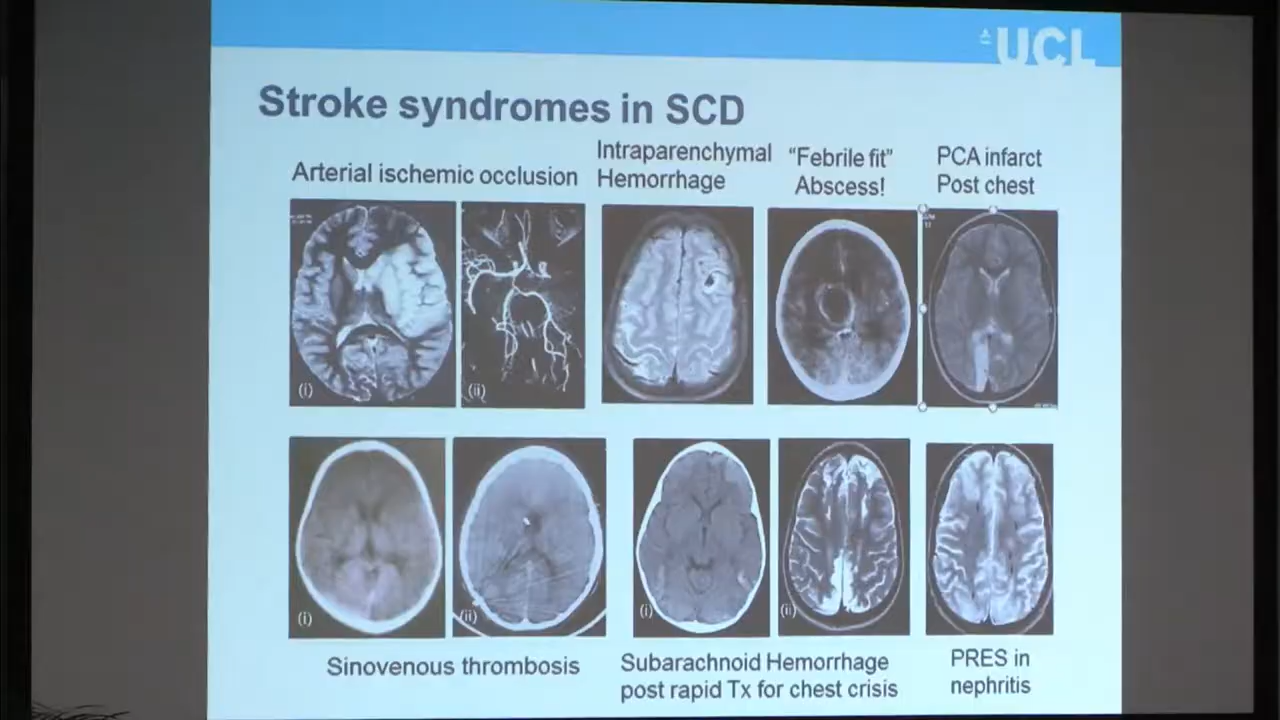 UCL
Stroke syndromes in SCD
Arterial ischemic occlusion
Intraparenchymal
Hemorrhage
"Febrile fit"
Abscess!
PCA infarct
Post chest
(i)
(ii)
(i)
(ii)
(i)
(ii)
Sinovenous thrombosis
Subarachnoid Hemorrhage
post rapid Tx for chest crisis
PRES in
nephritis